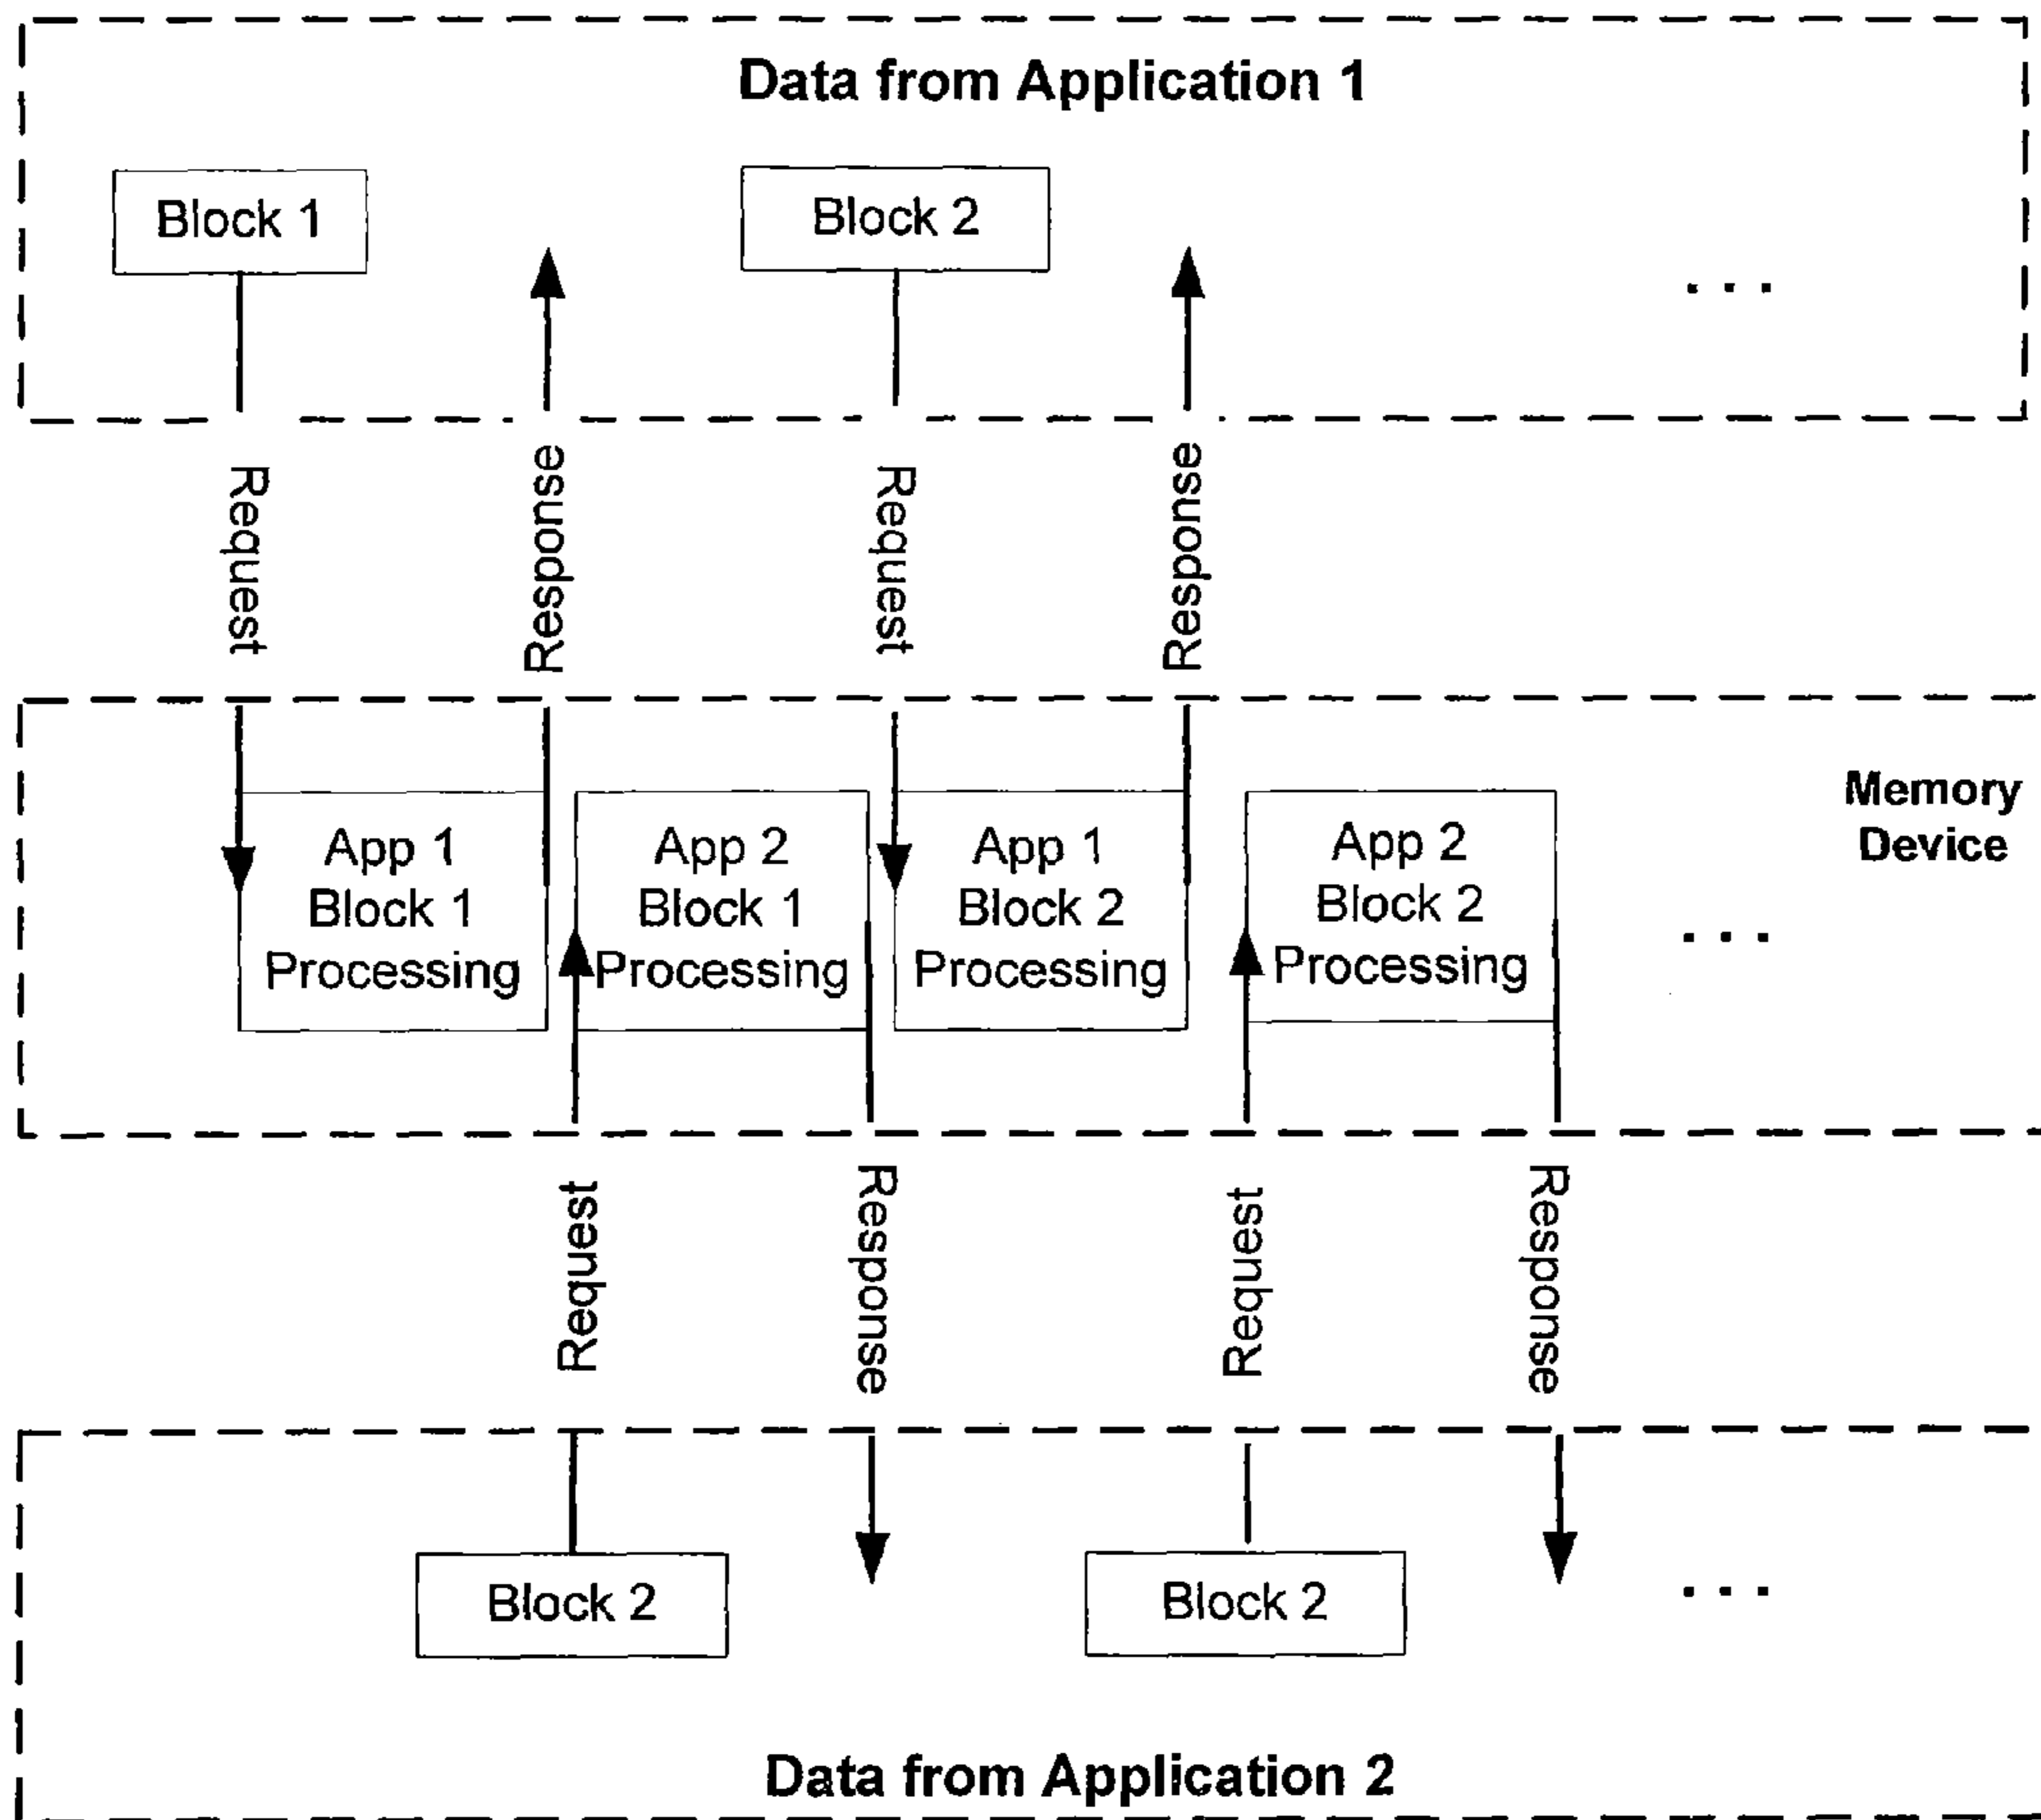 Data from Application 1
Block 1
Block 2
. . .
Request
Response
Request
Response
Memory
Device
App 1
Block 1
Processing
App 2
Block 1
Processing
App 1
Block 2
Processing
App 2
Block 2
Processing
. . .
Request
Response
Request
Response
Block 2
Block 2
. . .
Data from Application 2